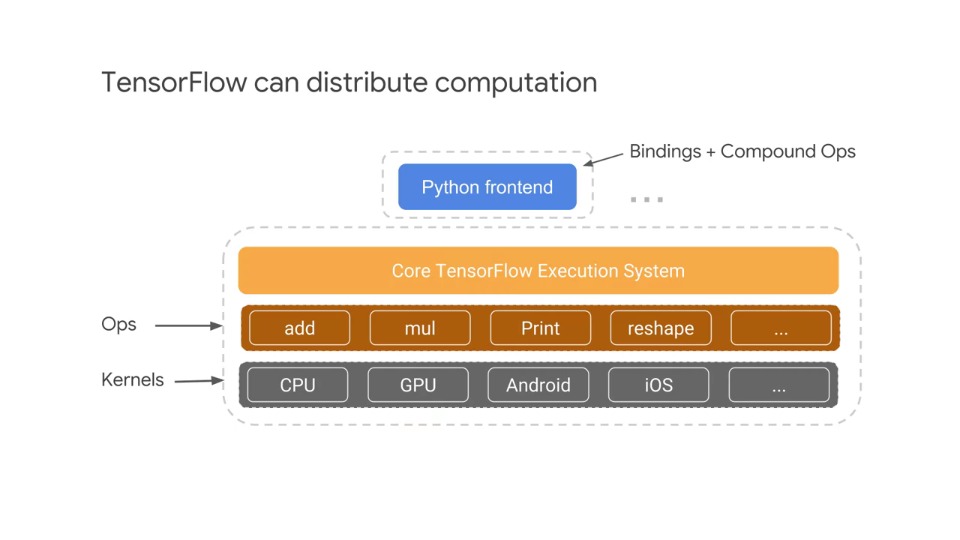 TensorFlow can distribute computation
Bindings + Compound Ops
Python frontend
...
Core TensorFlow Execution System
Ops
add mul Print reshape ...
Kernels
CPU GPU Android iOS ...